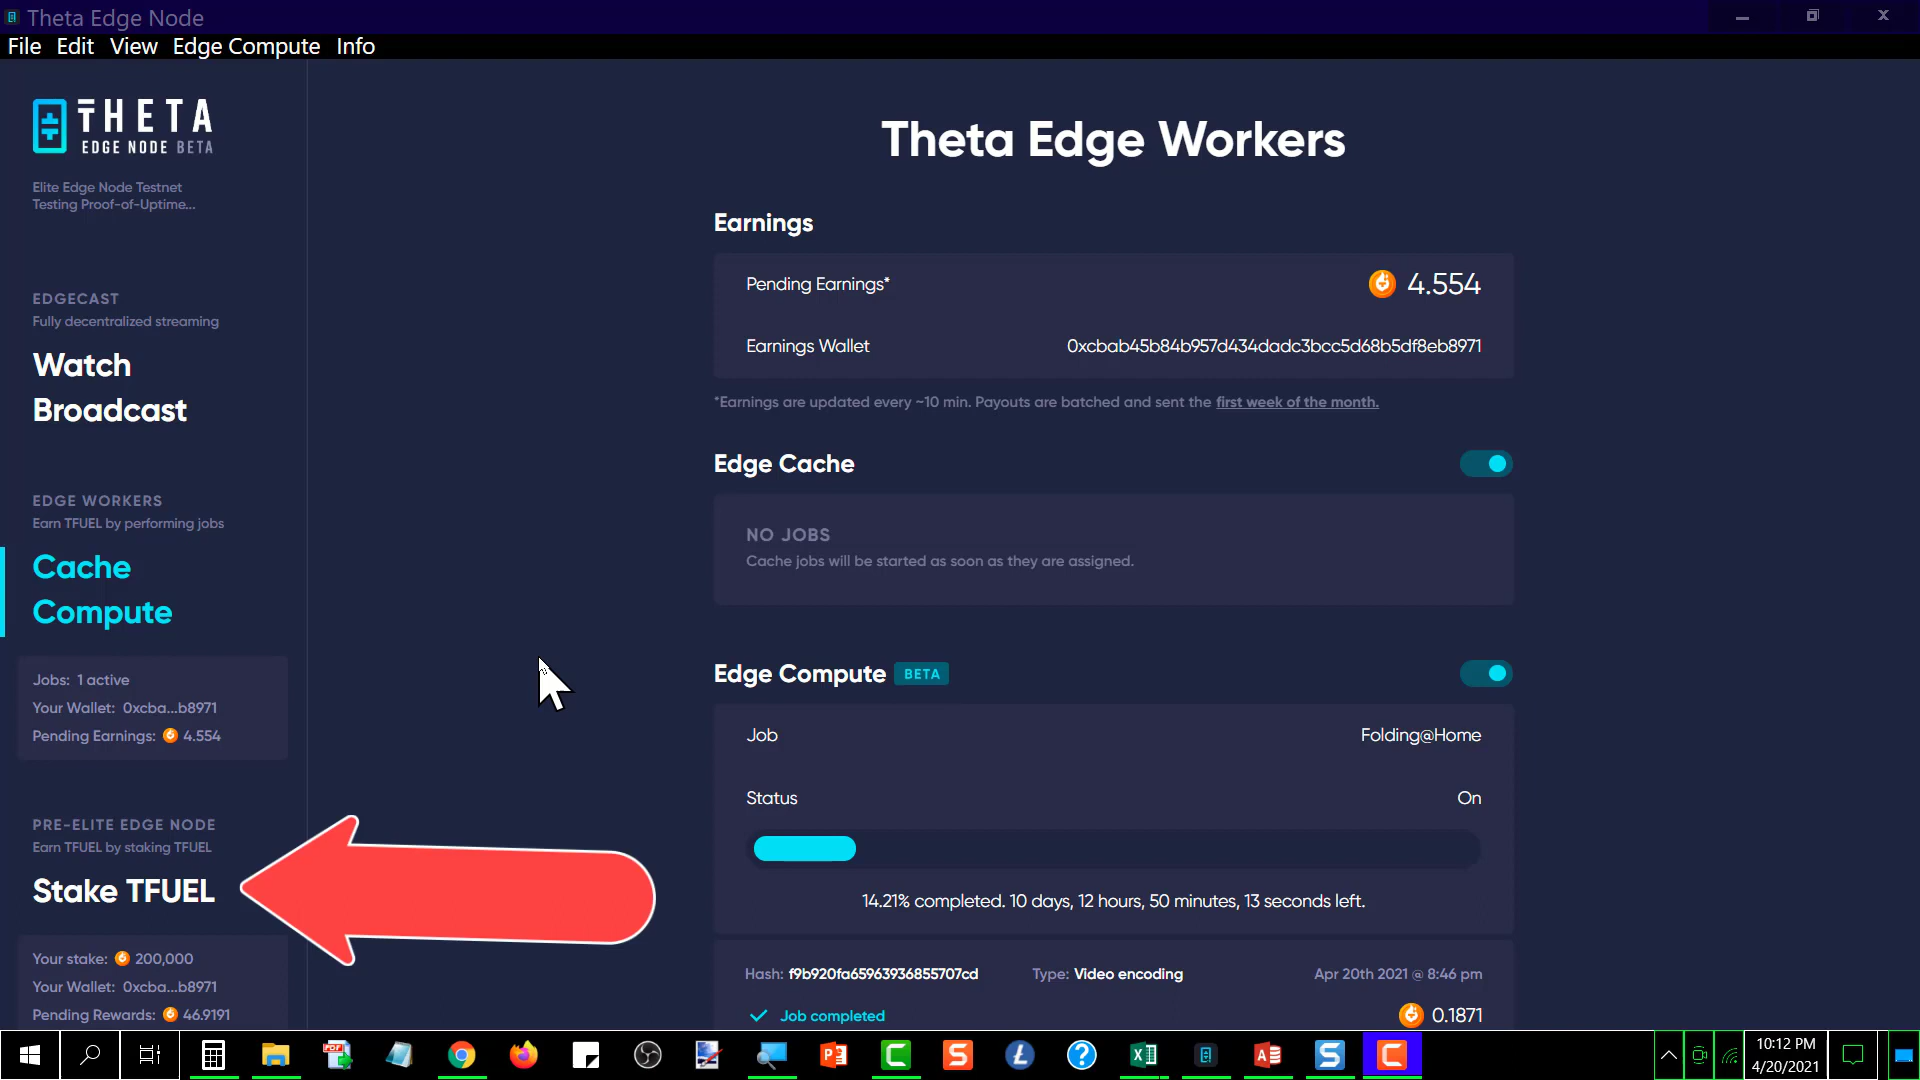 Theta Edge Node
File Edit View Edge Compute Info
THETA
EDGE NODE BETA
Elite Edge Node Testnet
Testing Proof-of-Uptime...
EDGECAST
Fully decentralized streaming
Watch
Broadcast
EDGE WORKERS
Earn TFUEL by performing jobs
Cache
Compute
Jobs: 1 active
Your Wallet: 0xcba...b8971
Pending Earnings: 4.554
PRE-ELITE EDGE NODE
Earn TFUEL by staking TFUEL
Stake TFUEL
Your stake: 200,000
Your Wallet: 0xcba...b8971
Pending Rewards: 46.9191
Theta Edge Workers
Earnings
Pending Earnings* 4.554
Earnings Wallet 0xcbab45b84b957d434dadc3bcc5d68b5df8eb8971
*Earnings are updated every ~10 min. Payouts are batched and sent the first week of the month.
Edge Cache
NO JOBS
Cache jobs will be started as soon as they are assigned.
Edge Compute BETA
Job Folding@Home
Status On
14.21% completed. 10 days, 12 hours, 50 minutes, 13 seconds left.
Hash: f9b920fa65963936855707cd Type: Video encoding Apr 20th 2021 @ 8:46 pm
Job completed 0.1871
10:12 PM
4/20/2021